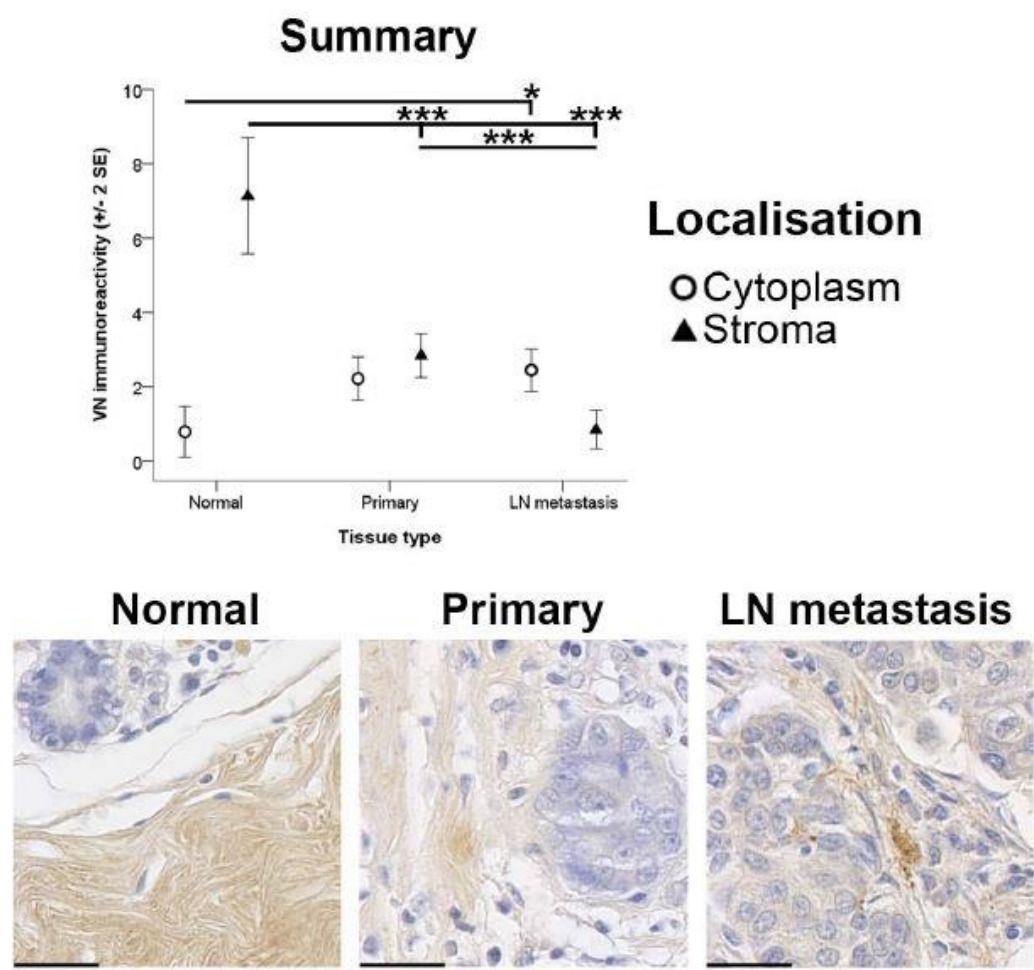 Summary
VN immunoreactivity (+/- 2 SE)
10
8
6
4
2
0
*
***
***
***
Normal
Primary
LN metastasis
Tissue type
Localisation
Cytoplasm
Stroma
Normal
Primary
LN metastasis